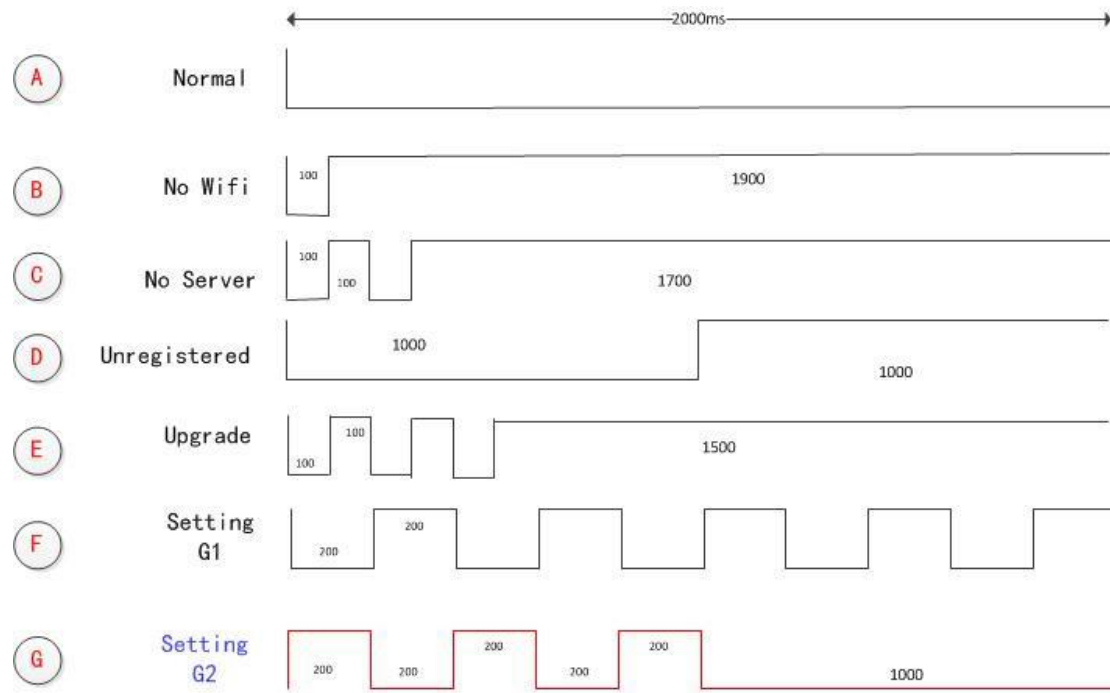 2000ms
A Normal
B No Wifi 100 1900
C No Server 100 100 1700
D Unregistered 1000 1000
E Upgrade 100 100 1500
F Setting G1 200 200
G Setting G2 200 200 200 200 200 1000